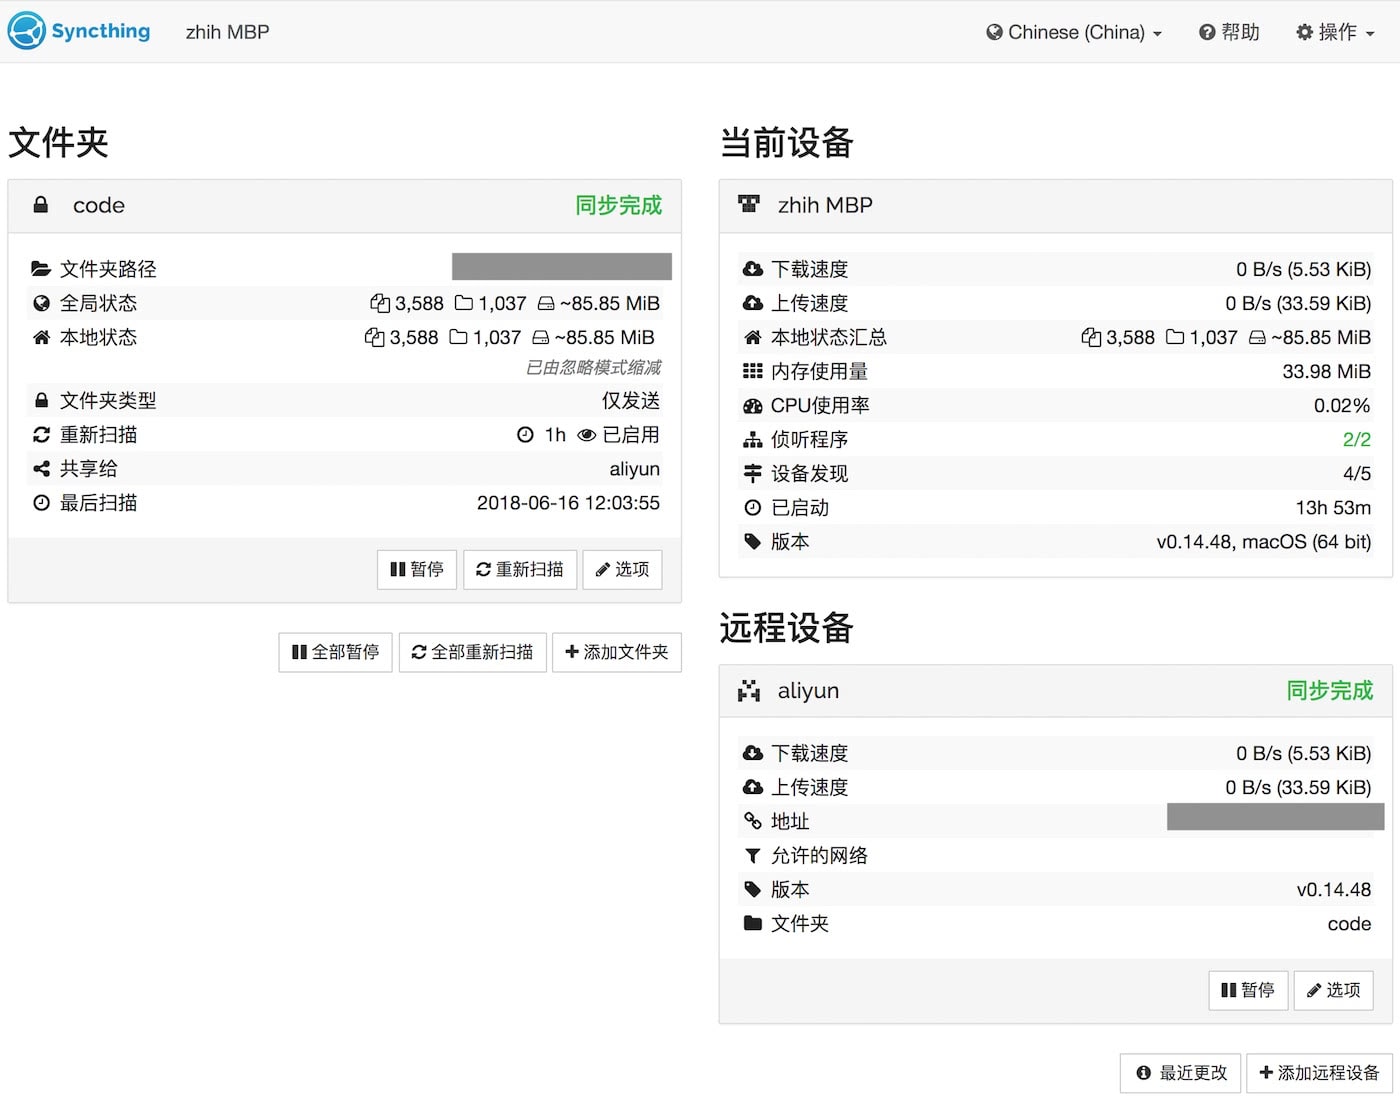 Syncthing zhih MBP Chinese (China) 帮助 操作
文件夹
code 同步完成
文件夹路径
全局状态 3,588 1,037 ~85.85 MiB
本地状态 3,588 1,037 ~85.85 MiB
已由忽略模式缩减
文件夹类型 仅发送
重新扫描 1h 已启用
共享给 aliyun
最后扫描 2018-06-16 12:03:55
暂停 重新扫描 选项
全部暂停 全部重新扫描 添加文件夹
当前设备
zhih MBP
下载速度 0 B/s (5.53 KiB)
上传速度 0 B/s (33.59 KiB)
本地状态汇总 3,588 1,037 ~85.85 MiB
内存使用量 33.98 MiB
CPU使用率 0.02%
侦听程序 2/2
设备发现 4/5
已启动 13h 53m
版本 v0.14.48, macOS (64 bit)
远程设备
aliyun 同步完成
下载速度 0 B/s (5.53 KiB)
上传速度 0 B/s (33.59 KiB)
地址
允许的网络
版本 v0.14.48
文件夹 code
暂停 选项
最近更改 添加远程设备